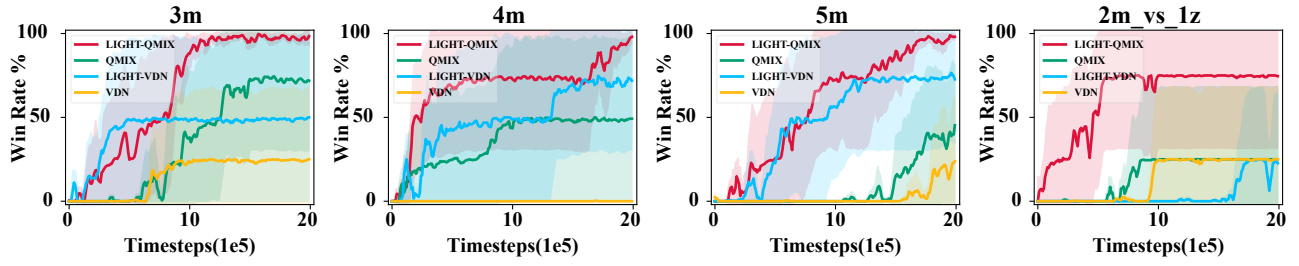 3m
100
LIGHT-QMIX
QMIX
LIGHT-VDN
VDN
50
0
Win Rate %
0
10
20
Timesteps(1e5)
4m
100
LIGHT-QMIX
QMIX
LIGHT-VDN
VDN
50
0
Win Rate %
0
10
20
Timesteps(1e5)
5m
100
LIGHT-QMIX
QMIX
LIGHT-VDN
VDN
50
0
Win Rate %
0
10
20
Timesteps(1e5)
2m_vs_1z
100
LIGHT-QMIX
QMIX
LIGHT-VDN
VDN
50
0
Win Rate %
0
10
20
Timesteps(1e5)